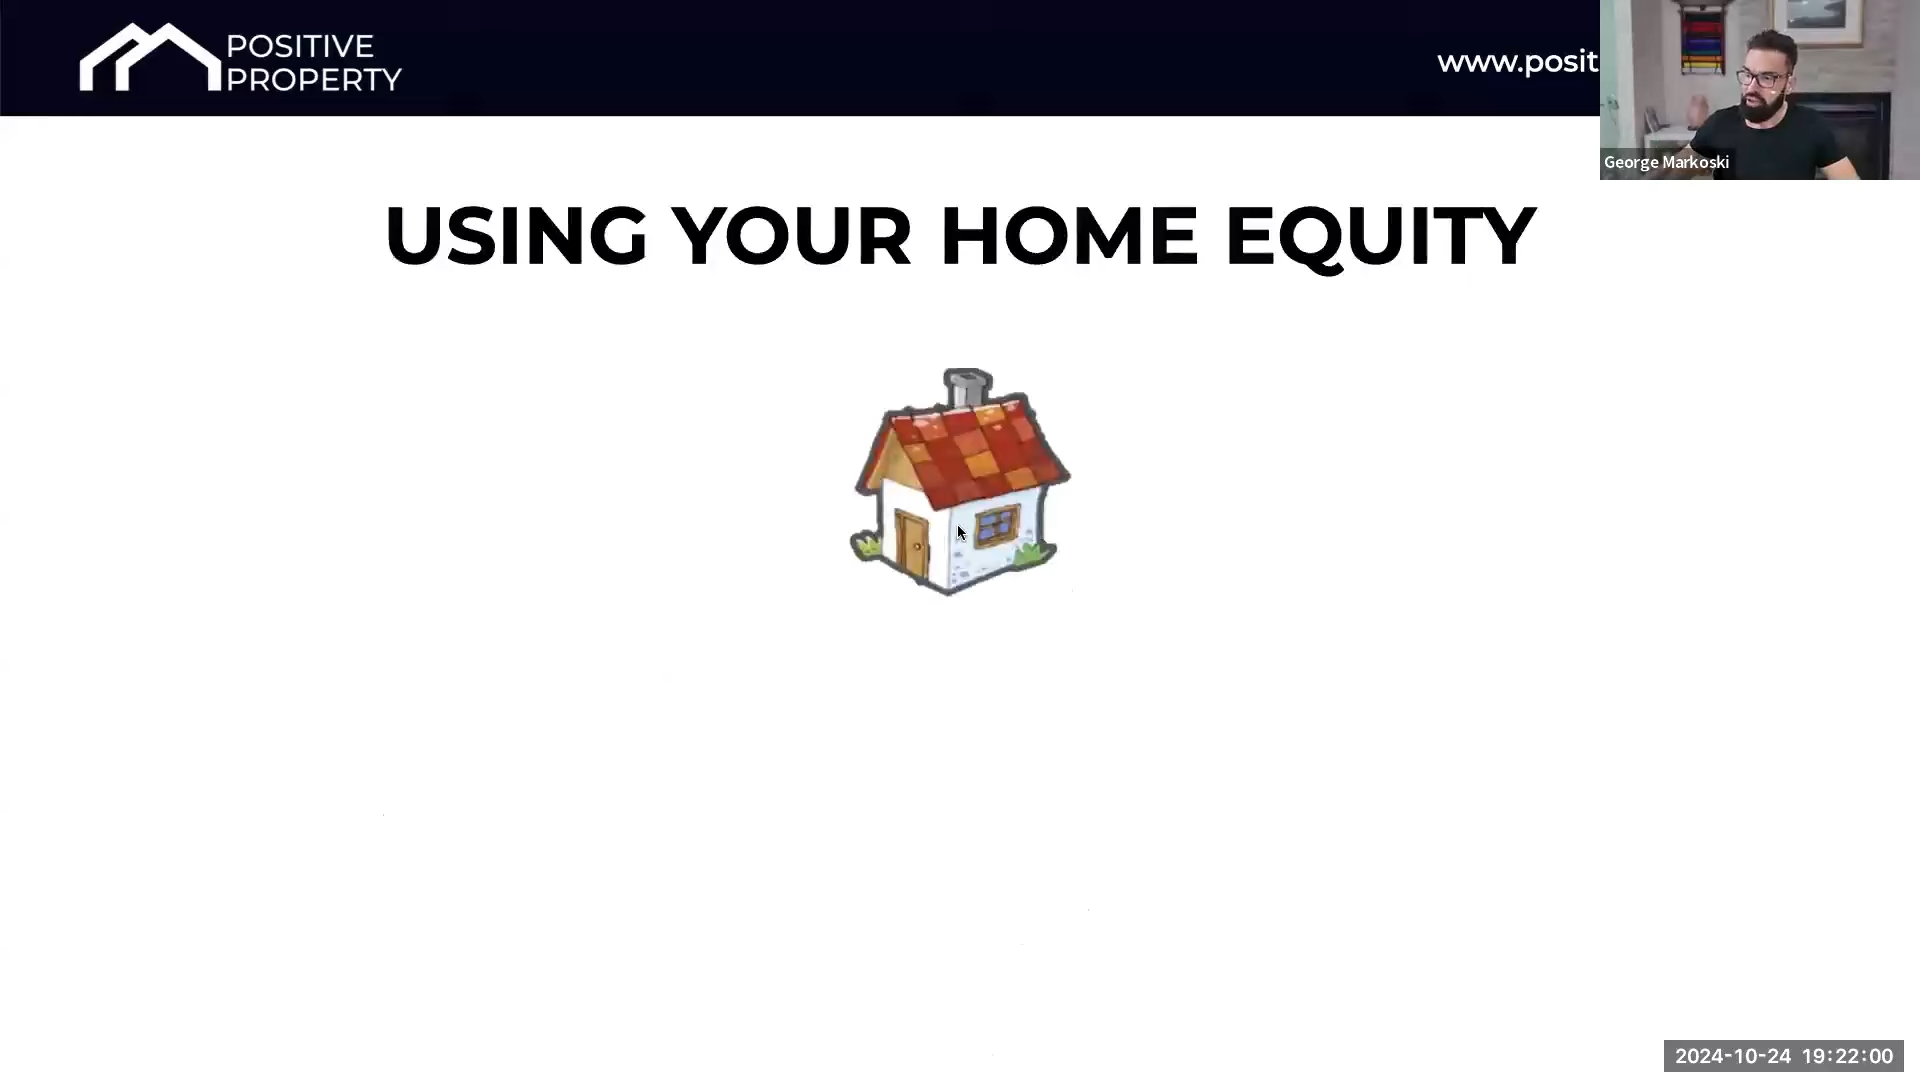 POSITIVE
PROPERTY
www.posit
George Markoski
USING YOUR HOME EQUITY
2024-10-24 19:22:00